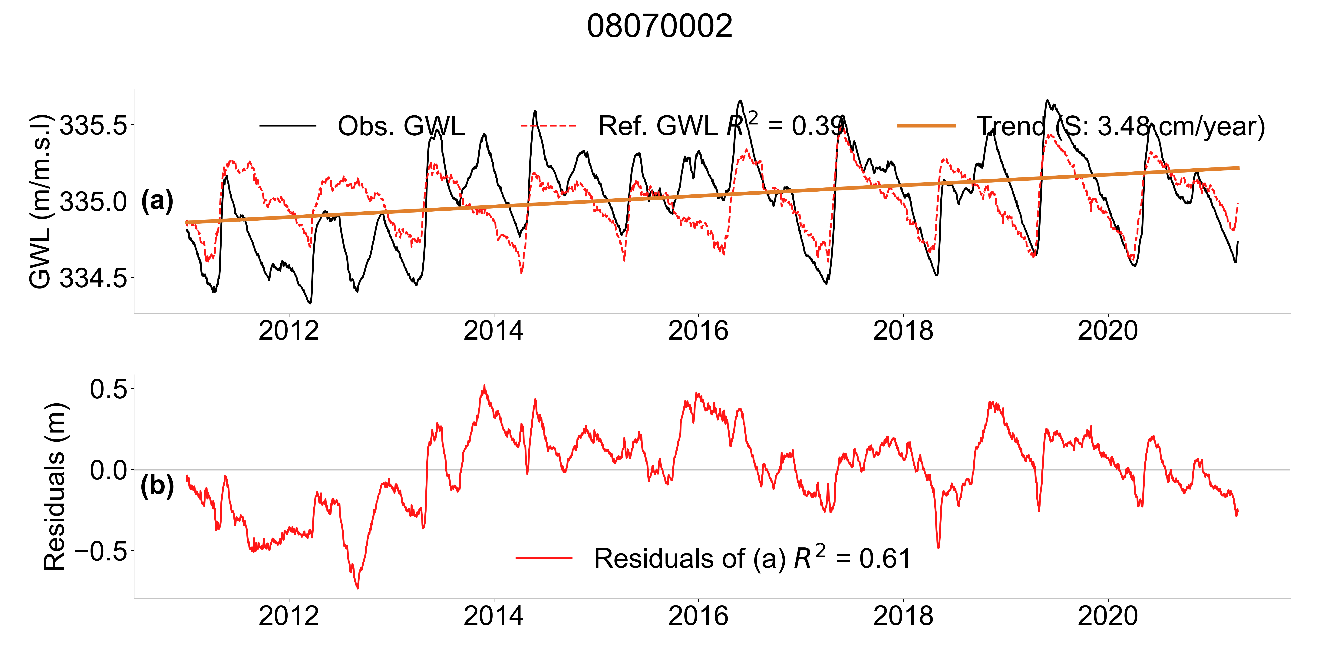 08070002
GWL (m/m.s.l)
335.5
335.0
334.5
(a)
Obs. GWL
Ref. GWL R² = 0.39
Trend (S: 3.48 cm/year)
2012 2014 2016 2018 2020
Residuals (m)
0.5
0.0
−0.5
(b)
Residuals of (a) R² = 0.61
2012 2014 2016 2018 2020